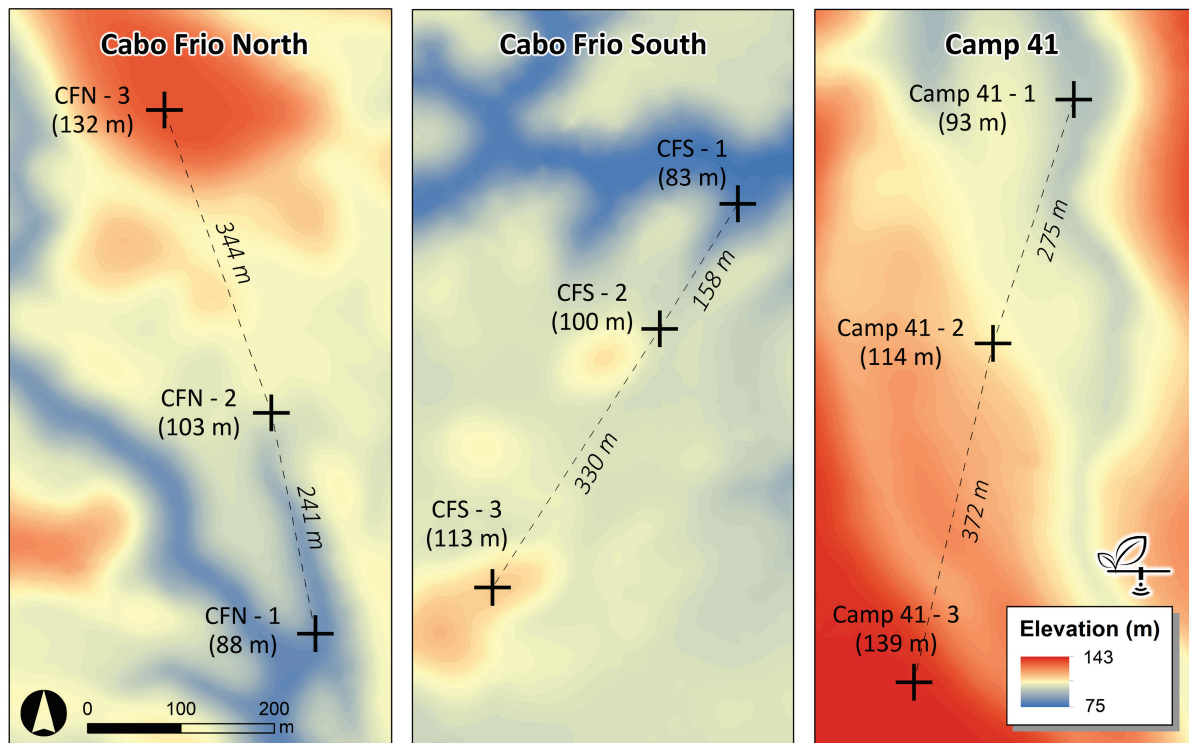 Cabo Frio North
CFN - 3
(132 m)
344 m
CFN - 2
(103 m)
241 m
CFN - 1
(88 m)
0 100 200
m
Cabo Frio South
CFS - 1
(83 m)
158 m
CFS - 2
(100 m)
330 m
CFS - 3
(113 m)
Camp 41
Camp 41 - 1
(93 m)
275 m
Camp 41 - 2
(114 m)
372 m
Camp 41 - 3
(139 m)
Elevation (m)
143
75